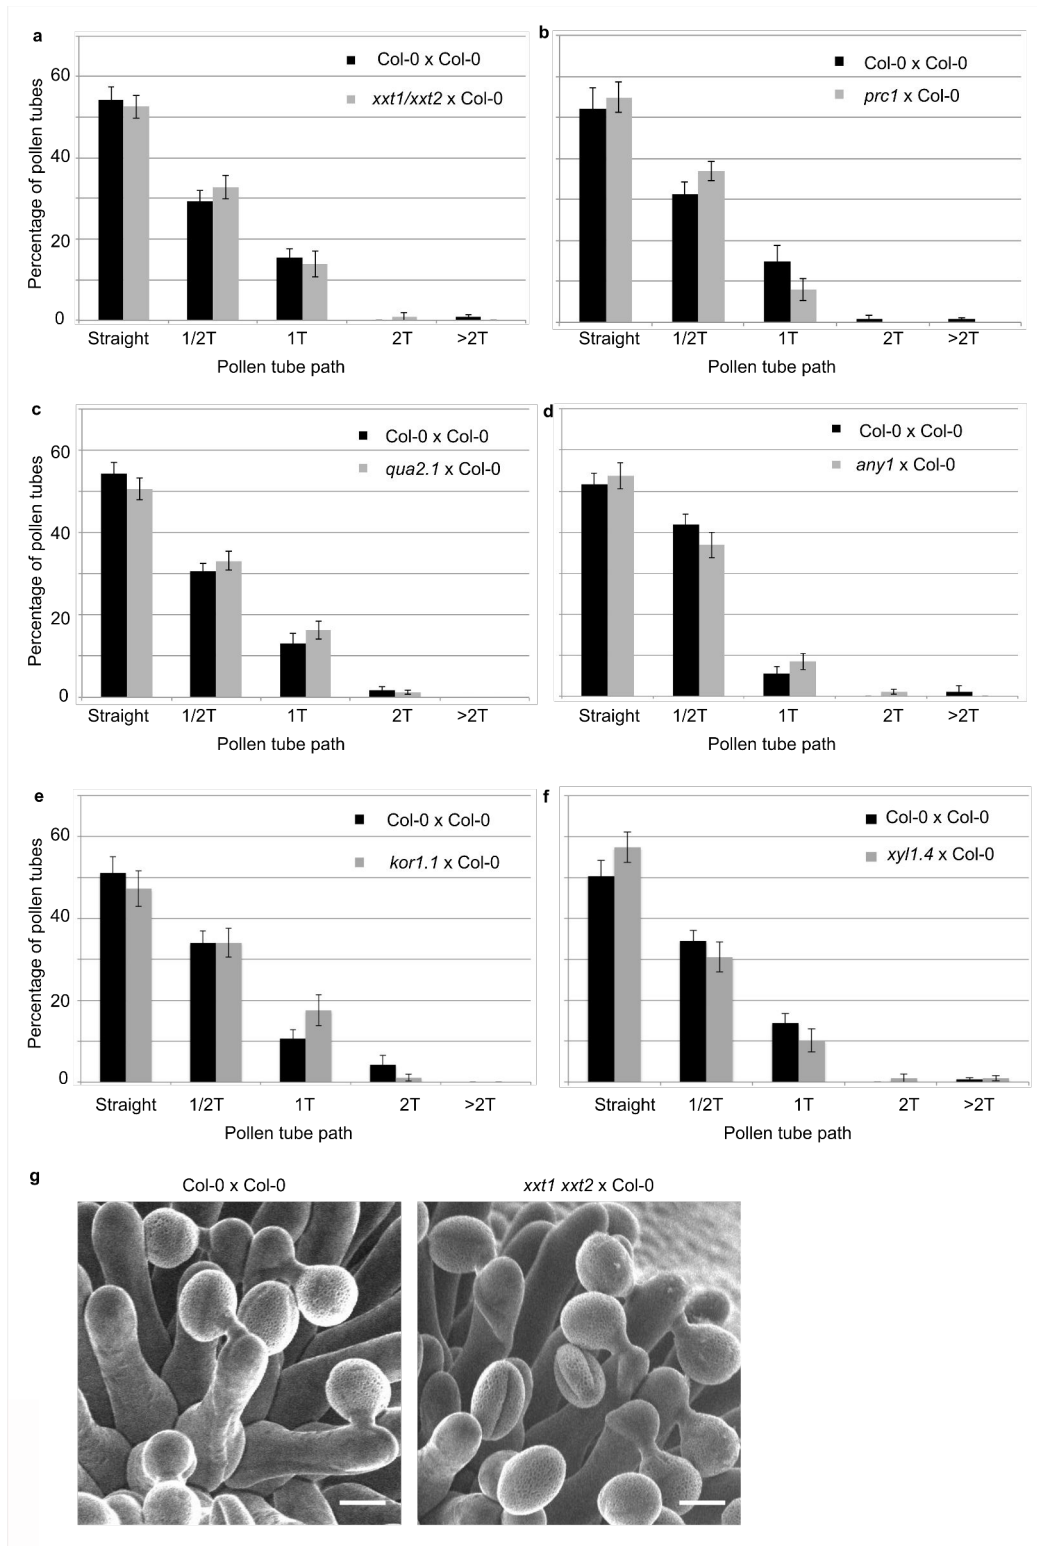 a
Percentage of pollen tubes
60
40
20
0
Col-0 x Col-0
xxt1/xxt2 x Col-0
Straight 1/2T 1T 2T >2T
Pollen tube path
b
Col-0 x Col-0
prc1 x Col-0
Straight 1/2T 1T 2T >2T
Pollen tube path
c
Percentage of pollen tubes
60
40
20
0
Col-0 x Col-0
qua2.1 x Col-0
Straight 1/2T 1T 2T >2T
Pollen tube path
d
Col-0 x Col-0
any1 x Col-0
Straight 1/2T 1T 2T >2T
Pollen tube path
e
Percentage of pollen tubes
60
40
20
0
Col-0 x Col-0
kor1.1 x Col-0
Straight 1/2T 1T 2T >2T
Pollen tube path
f
Col-0 x Col-0
xyl1.4 x Col-0
Straight 1/2T 1T 2T >2T
Pollen tube path
g
Col-0 x Col-0
xxt1 xxt2 x Col-0